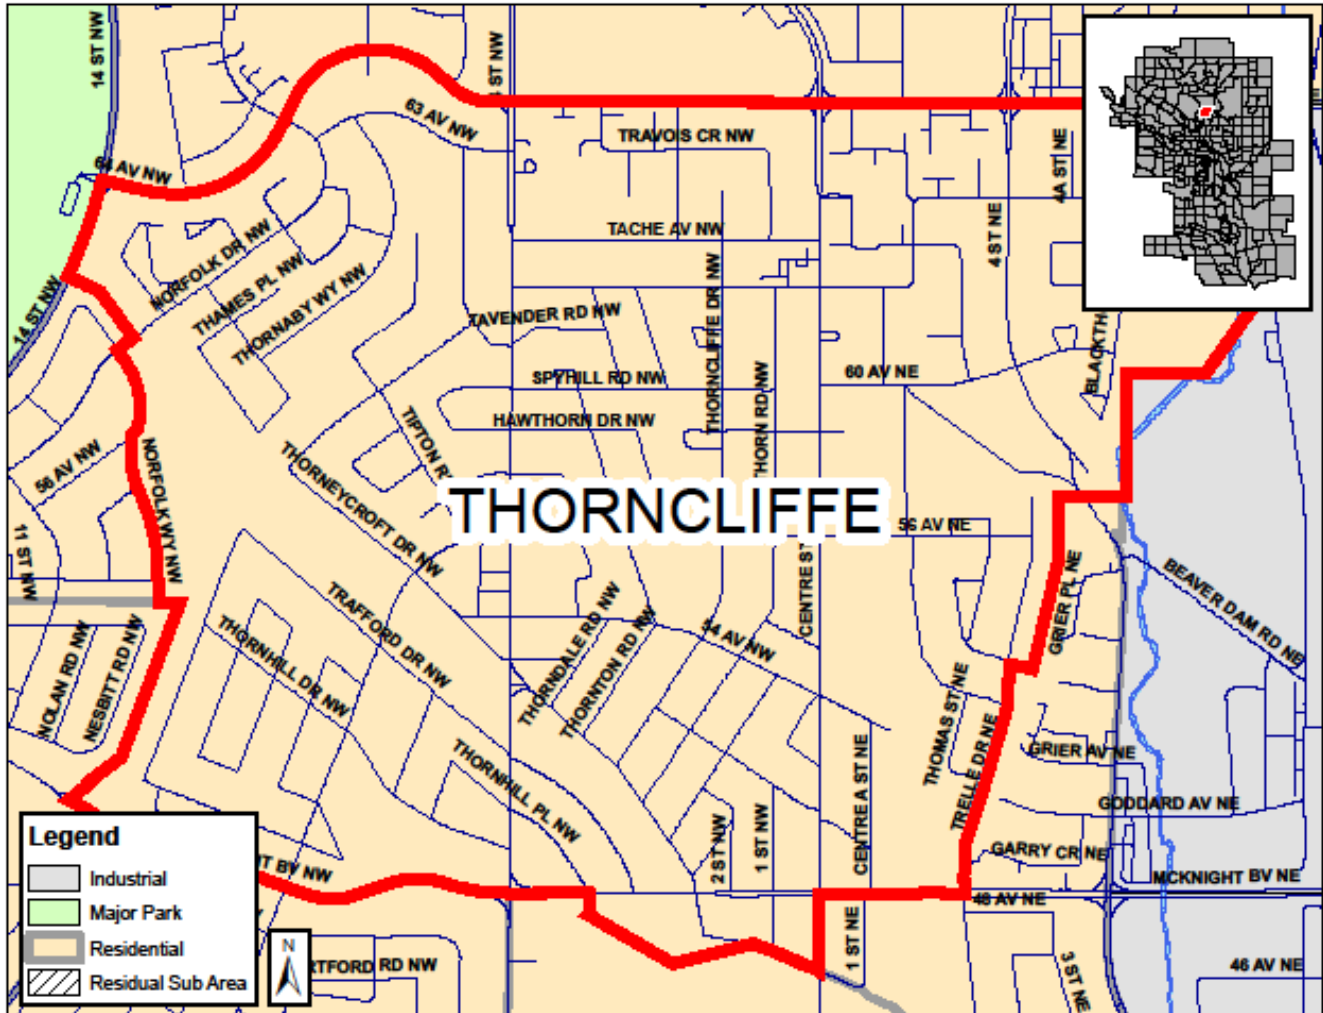 14 ST NW
ST NW
63 AV NW
TRAVOIS CR NW
4A ST NE
64 AV NW
TACHE AV NW
4 ST NE
NORFOLK DR NW
THAMES PL NW
THORNABY WY NW
14 ST NW
TAVENDER RD NW
THORNCLIFFE DR NW
BLACKTH
SPYHILL RD NW
60 AV NE
HAWTHORN DR NW
THORN RD NW
TIPTON R
56 AV NW
NORFOLK WY NW
THORNEYCROFT DR NW
THORNCLIFFE
56 AV NE
11 ST NW
CENTRE ST
GRIER PL NE
BEAVER DAM RD NE
TRAFFORD DR NW
THORNHILL DR NW
THORNDALE RD NW
THORNTON RD NW
54 AV NW
NOLAN RD NW
NESBITT RD NW
THOMAS ST NE
TRELLE DR NE
GRIER AV NE
THORNHILL PL NW
CENTRE A ST NE
GODDARD AV NE
2 ST NW
1 ST NW
GARRY CR NE
MCKNIGHT BV NE
48 AV NE
T BV NW
1 ST NE
3 ST NE
46 AV NE
RTFORD RD NW
Legend
Industrial
Major Park
Residential
Residual Sub Area
N